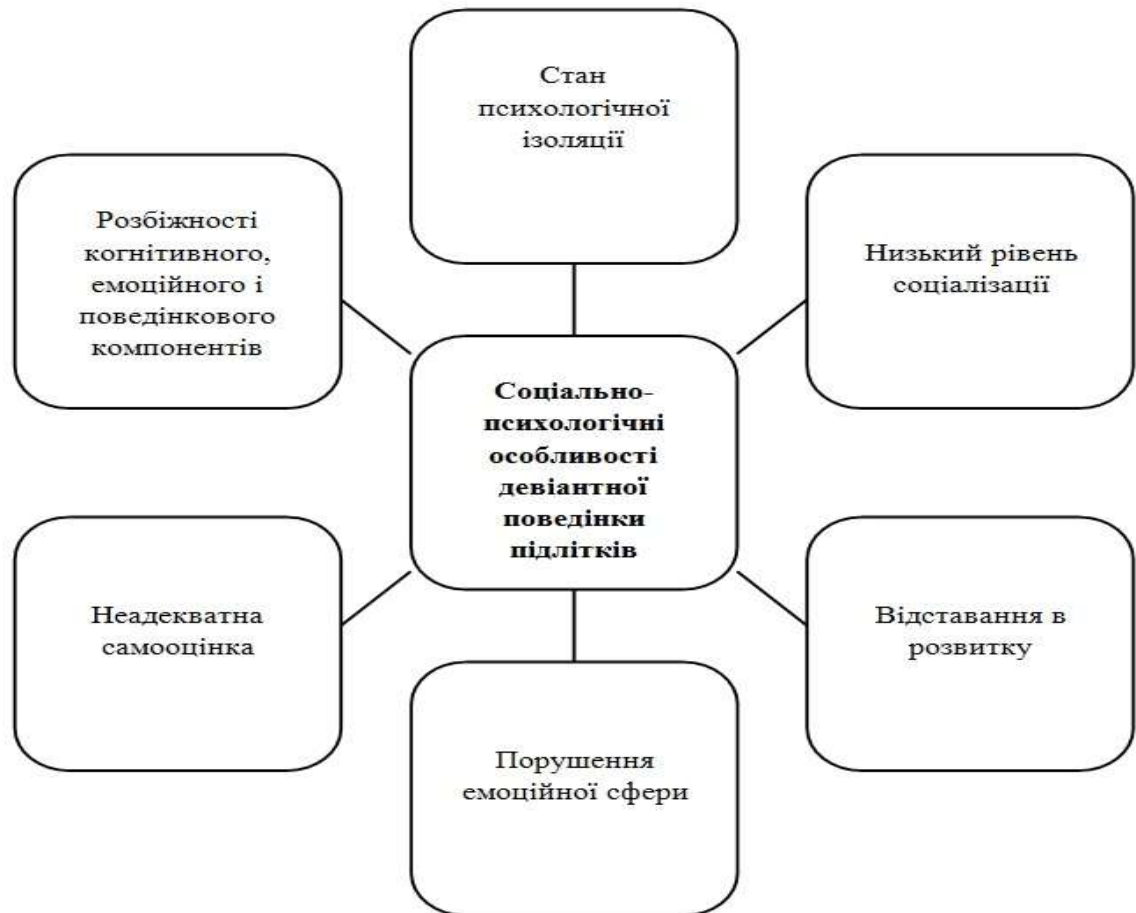 Стан
психологічної
ізоляції
Розбіжності
когнітивного,
емоційного і
поведінкового
компонентів
Низький рівень
соціалізації
Соціально-
психологічні
особливості
девіантної
поведінки
підлітків
Неадекватна
самооцінка
Відставання в
розвитку
Порушення
емоційної сфери